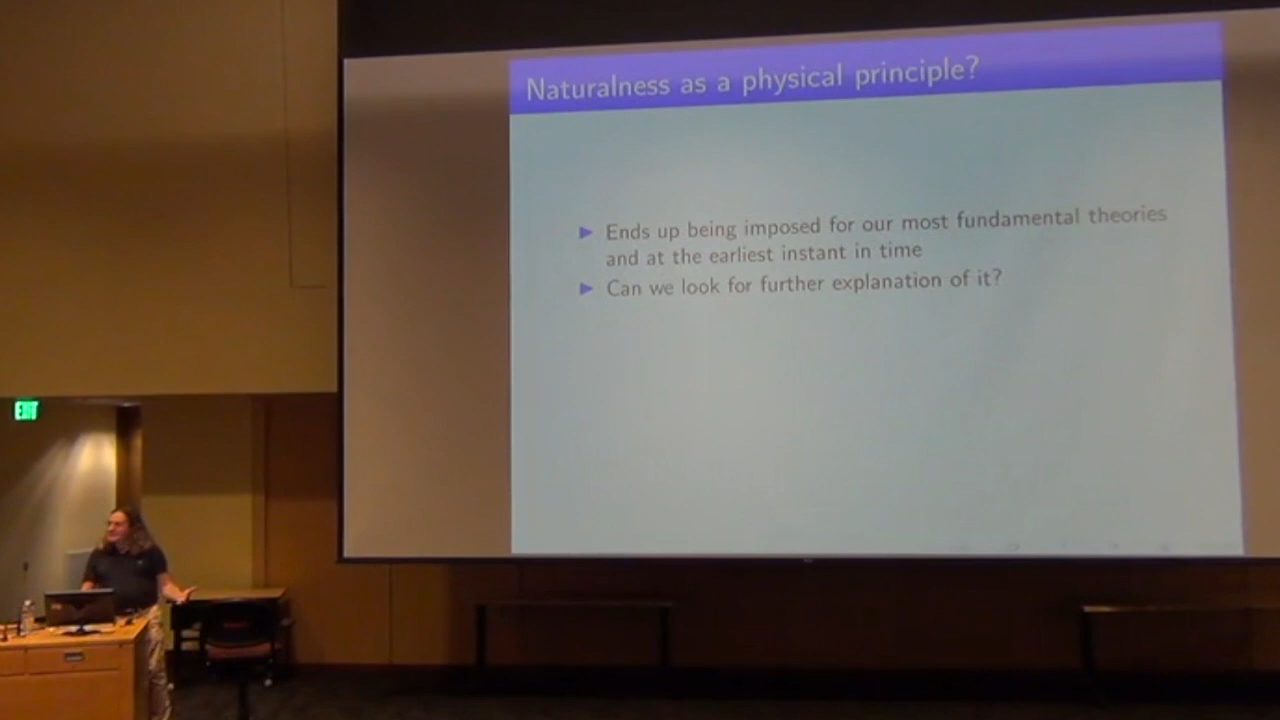 Naturalness as a physical principle?
Ends up being imposed for our most fundamental theories
and at the earliest instant in time
Can we look for further explanation of it?
EXIT